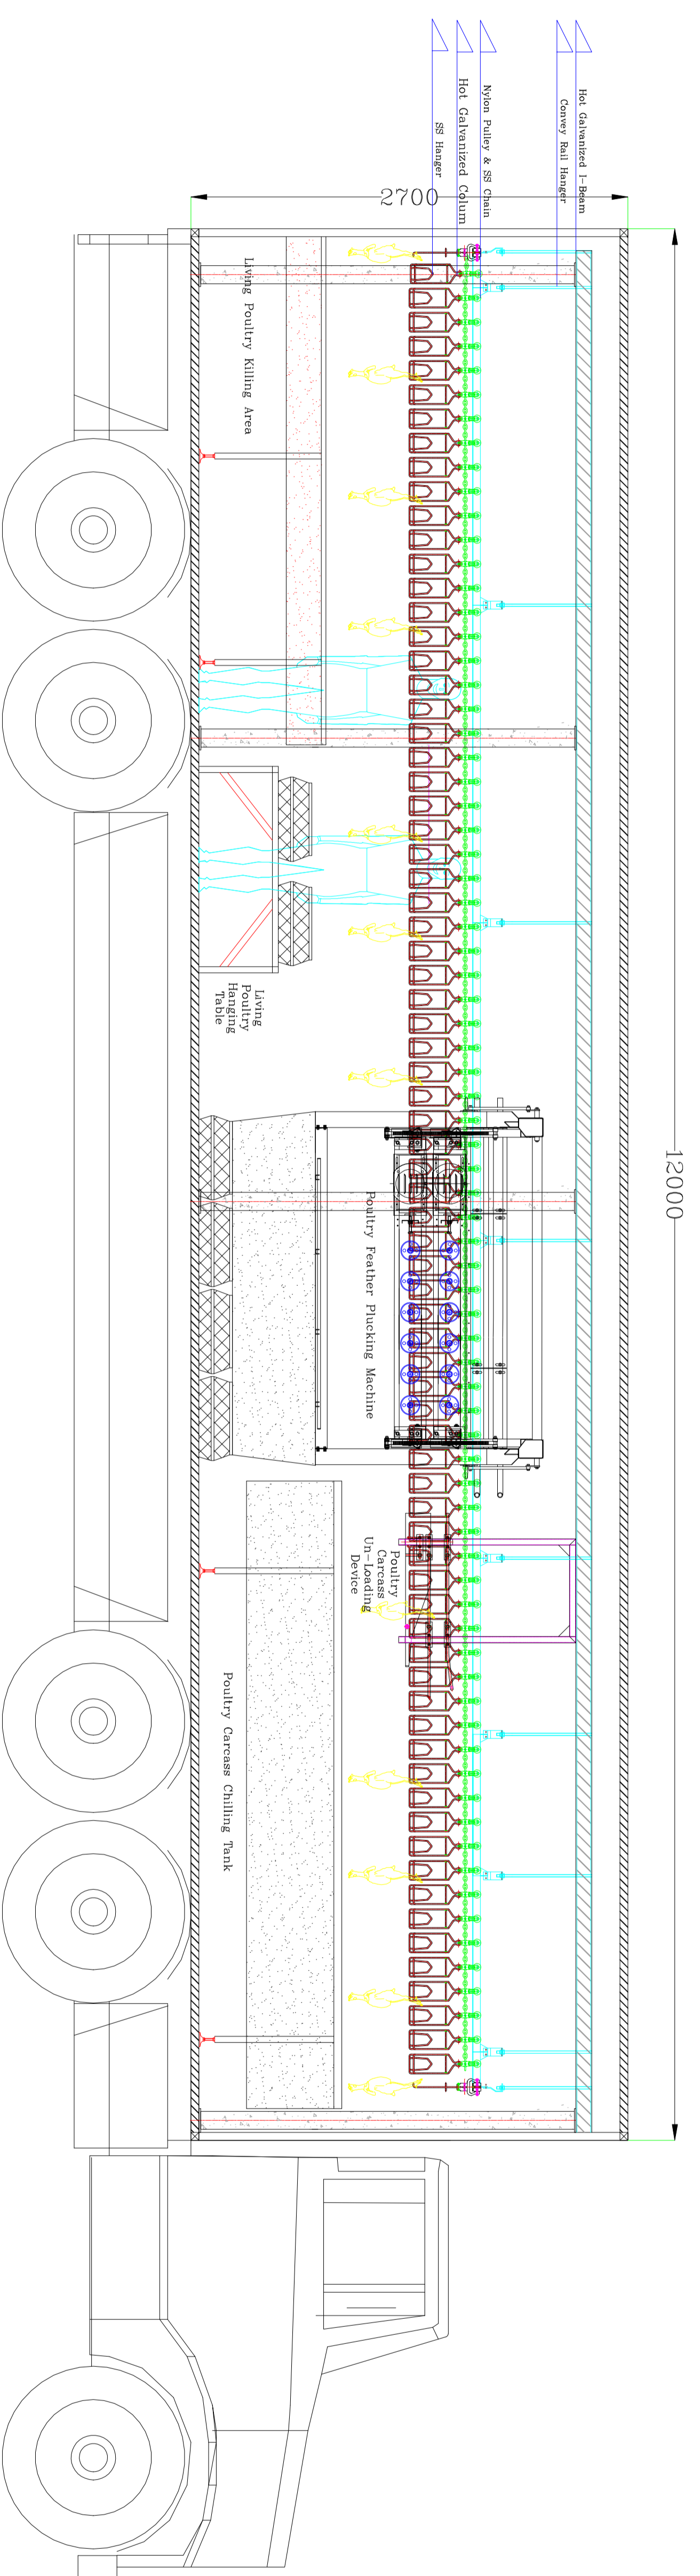 Hot Galvanized I-Beam
Convey Rail Hanger
Nylon Pulley & SS Chain
Hot Galvanized Colum
SS Hanger
2700
12000
Living Poultry Killing Area
Living
Poultry
Hanging
Table
Poultry Feather Plucking Machine
Poultry
Carcass
Un-Loading
Device
Poultry Carcass Chilling Tank